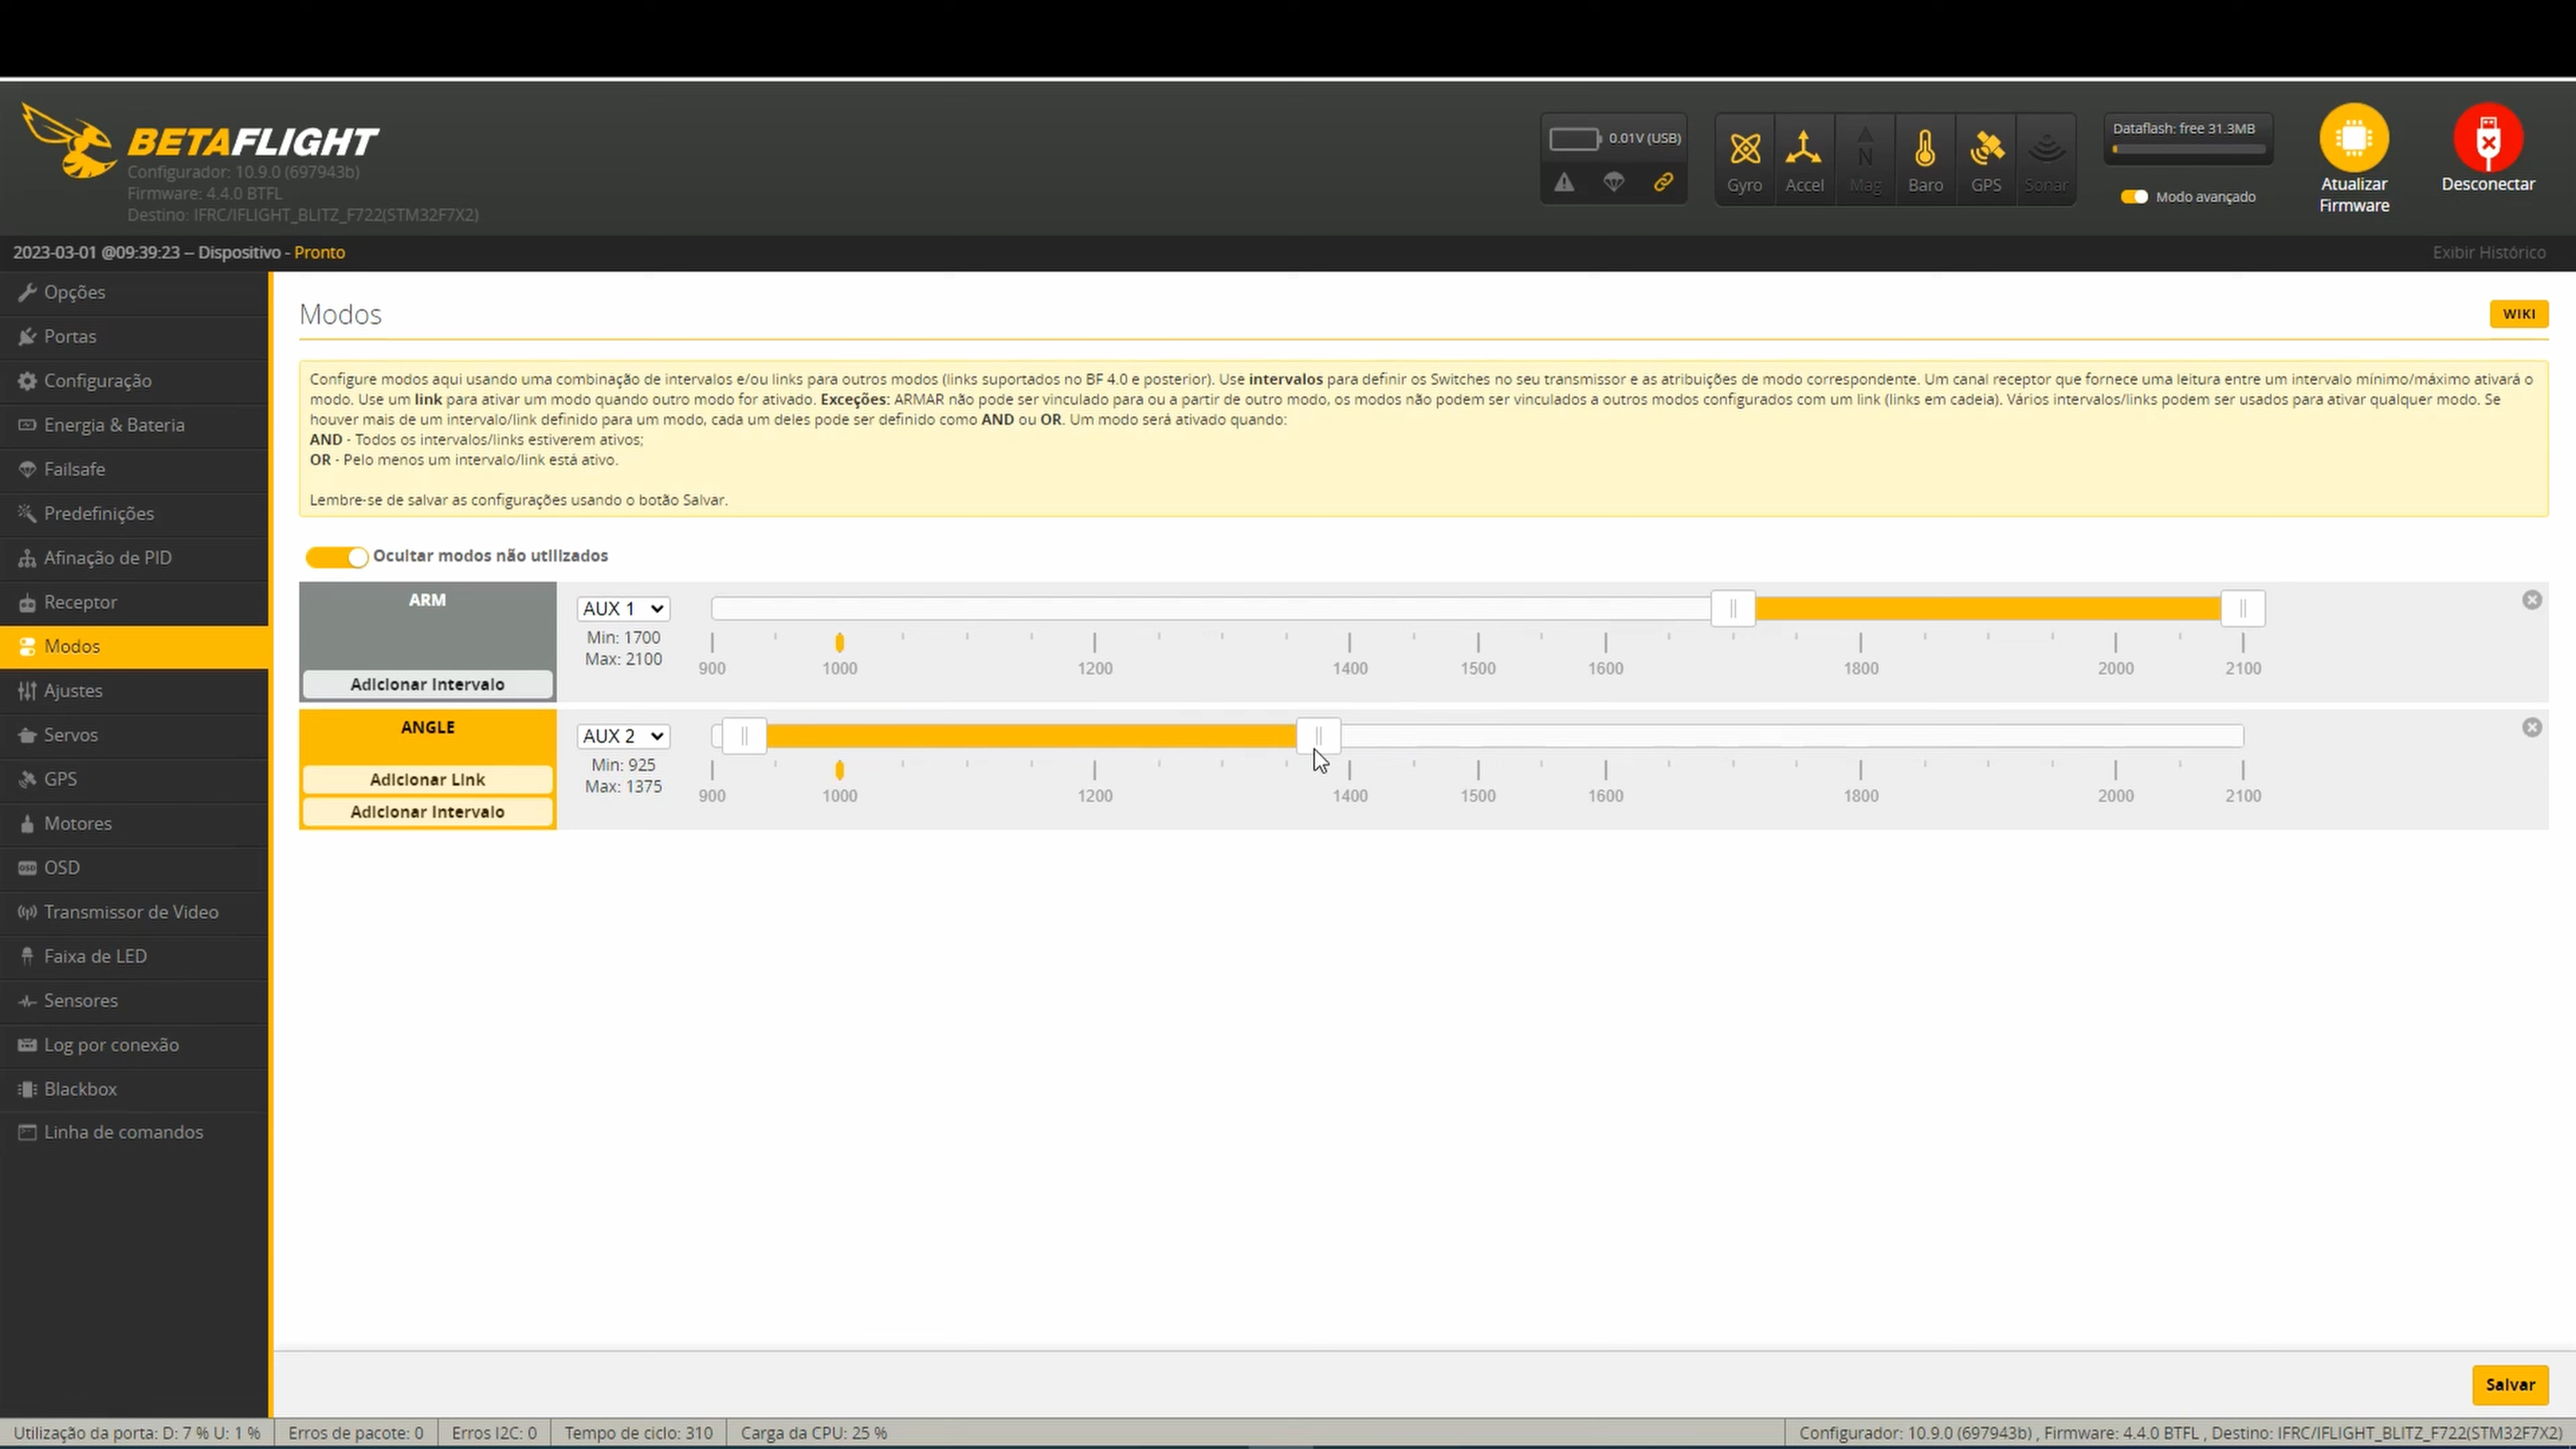 BETAFLIGHT
Configurador: 10.9.0 (697943b)
Firmware: 4.4.0 BTFL
Destino: IFRC/IFLIGHT_BLITZ_F722(STM32F7X2)
0.01V (USB)
Gyro
Accel
N
Mag
Baro
GPS
Sonar
Dataflash: free 31.3MB
Modo avançado
Atualizar
Firmware
Desconectar
2023-03-01 @09:39:23 -- Dispositivo - Pronto
Exibir Histórico
Opções
Portas
Configuração
Energia & Bateria
Failsafe
Predefinições
Afinação de PID
Receptor
Modos
Ajustes
Servos
GPS
Motores
OSD
Transmissor de Video
Faixa de LED
Sensores
Log por conexão
Blackbox
Linha de comandos
Modos
WIKI
Configure modos aqui usando uma combinação de intervalos e/ou links para outros modos (links suportados no BF 4.0 e posterior). Use intervalos para definir os Switches no seu transmissor e as atribuições de modo correspondente. Um canal receptor que fornece uma leitura entre um intervalo mínimo/máximo ativará o
modo. Use um link para ativar um modo quando outro modo for ativado. Exceções: ARMAR não pode ser vinculado para ou a partir de outro modo, os modos não podem ser vinculados a outros modos configurados com um link (links em cadeia). Vários intervalos/links podem ser usados para ativar qualquer modo. Se
houver mais de um intervalo/link definido para um modo, cada um deles pode ser definido como AND ou OR. Um modo será ativado quando:
AND - Todos os intervalos/links estiverem ativos;
OR - Pelo menos um intervalo/link está ativo.
Lembre-se de salvar as configurações usando o botão Salvar.
Ocultar modos não utilizados
ARM
Adicionar Intervalo
AUX 1
Min: 1700
Max: 2100
900 1000 1200 1400 1500 1600 1800 2000 2100
ANGLE
Adicionar Link
Adicionar Intervalo
AUX 2
Min: 925
Max: 1375
900 1000 1200 1400 1500 1600 1800 2000 2100
Salvar
Utilização da porta: D: 7 % U: 1 % Erros de pacote: 0 Erros I2C: 0 Tempo de ciclo: 310 Carga da CPU: 25 % Configurador: 10.9.0 (697943b) , Firmware: 4.4.0 BTFL , Destino: IFRC/IFLIGHT_BLITZ_F722(STM32F7X2)